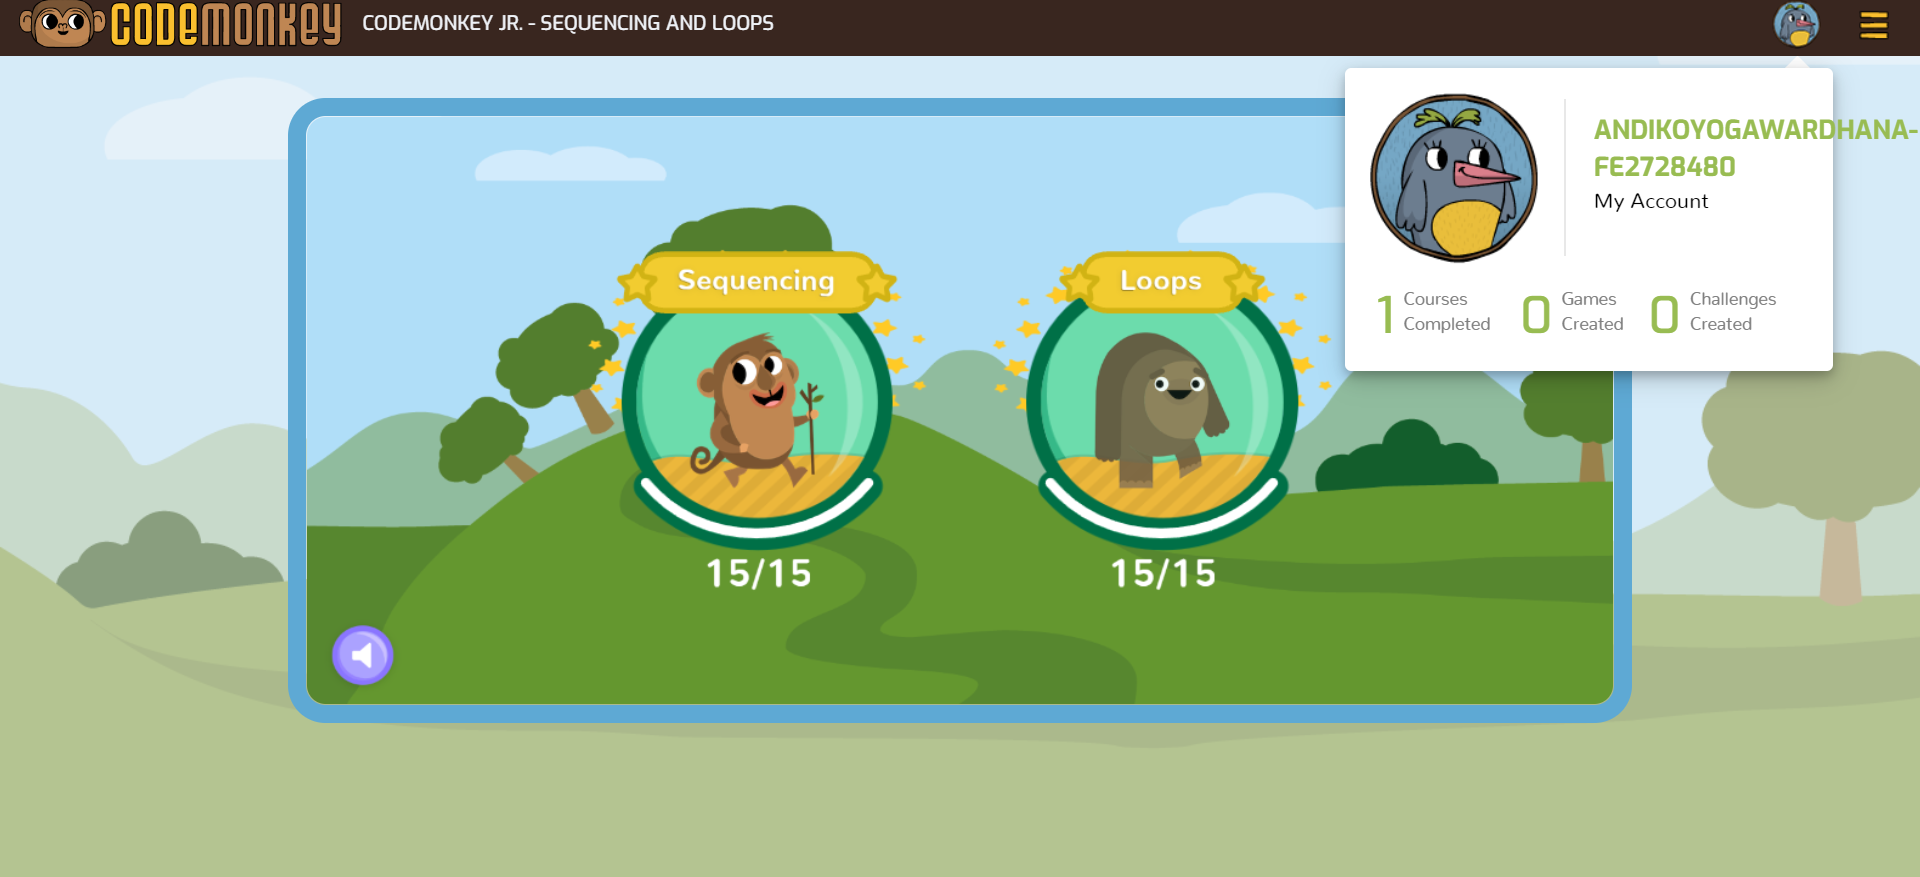 CODEMONKEY
CODEMONKEY JR. - SEQUENCING AND LOOPS
ANDIKOYOGAWARDHANA-
FE2728480
My Account
1 Courses
Completed
0 Games
Created
0 Challenges
Created
Sequencing
Loops
15/15
15/15